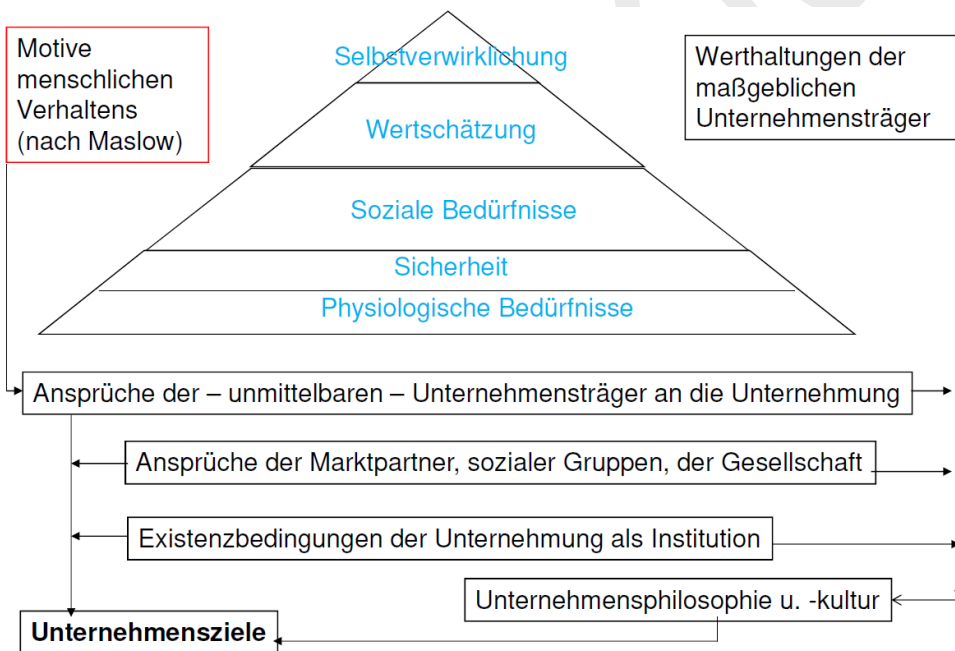 Motive
menschlichen
Verhaltens
(nach Maslow)
Selbstverwirklichung
Wertschätzung
Soziale Bedürfnisse
Sicherheit
Physiologische Bedürfnisse
Werthaltungen der
maßgeblichen
Unternehmensträger
Ansprüche der – unmittelbaren – Unternehmensträger an die Unternehmung
Ansprüche der Marktpartner, sozialer Gruppen, der Gesellschaft
Existenzbedingungen der Unternehmung als Institution
Unternehmensphilosophie u. -kultur
Unternehmensziele